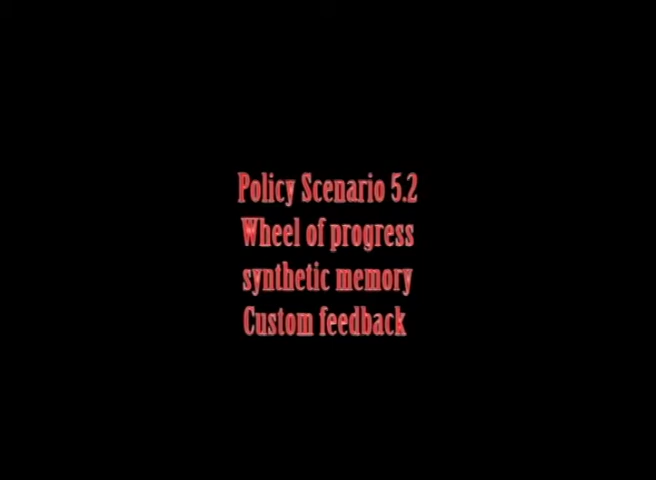 Policy Scenario 5.2
Wheel of progress
synthetic memory
Custom feedback